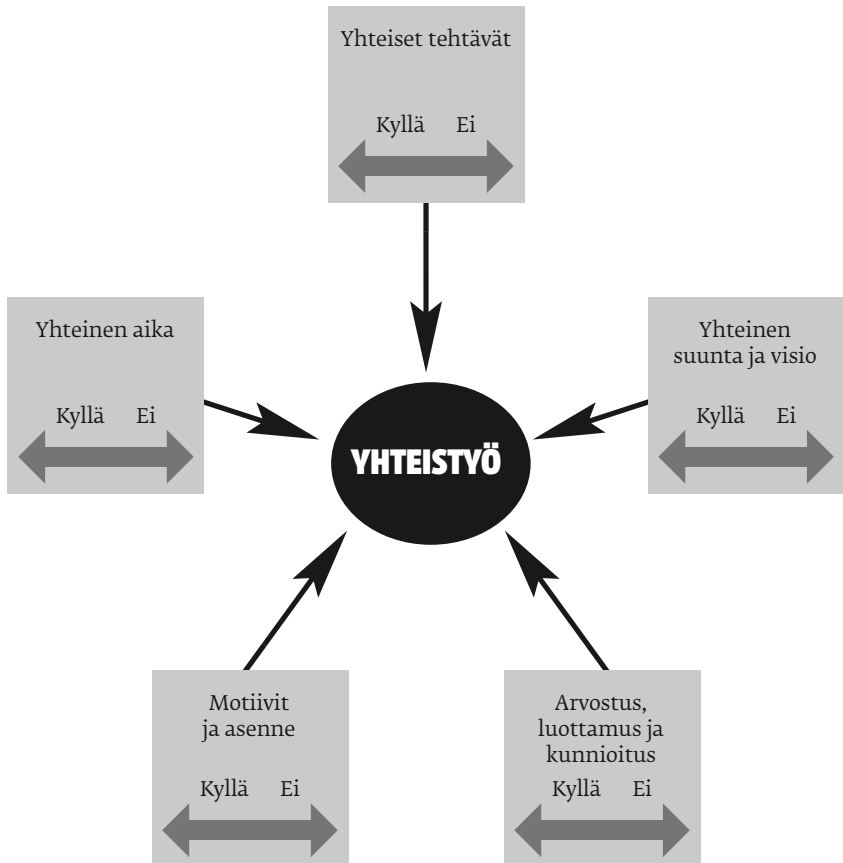 Yhteiset tehtävät
Kyllä Ei
Yhteinen aika
Kyllä Ei
Yhteinen
suunta ja visio
Kyllä Ei
YHTEISTYÖ
Motiivit
ja asenne
Kyllä Ei
Arvostus,
luottamus ja
kunnioitus
Kyllä Ei